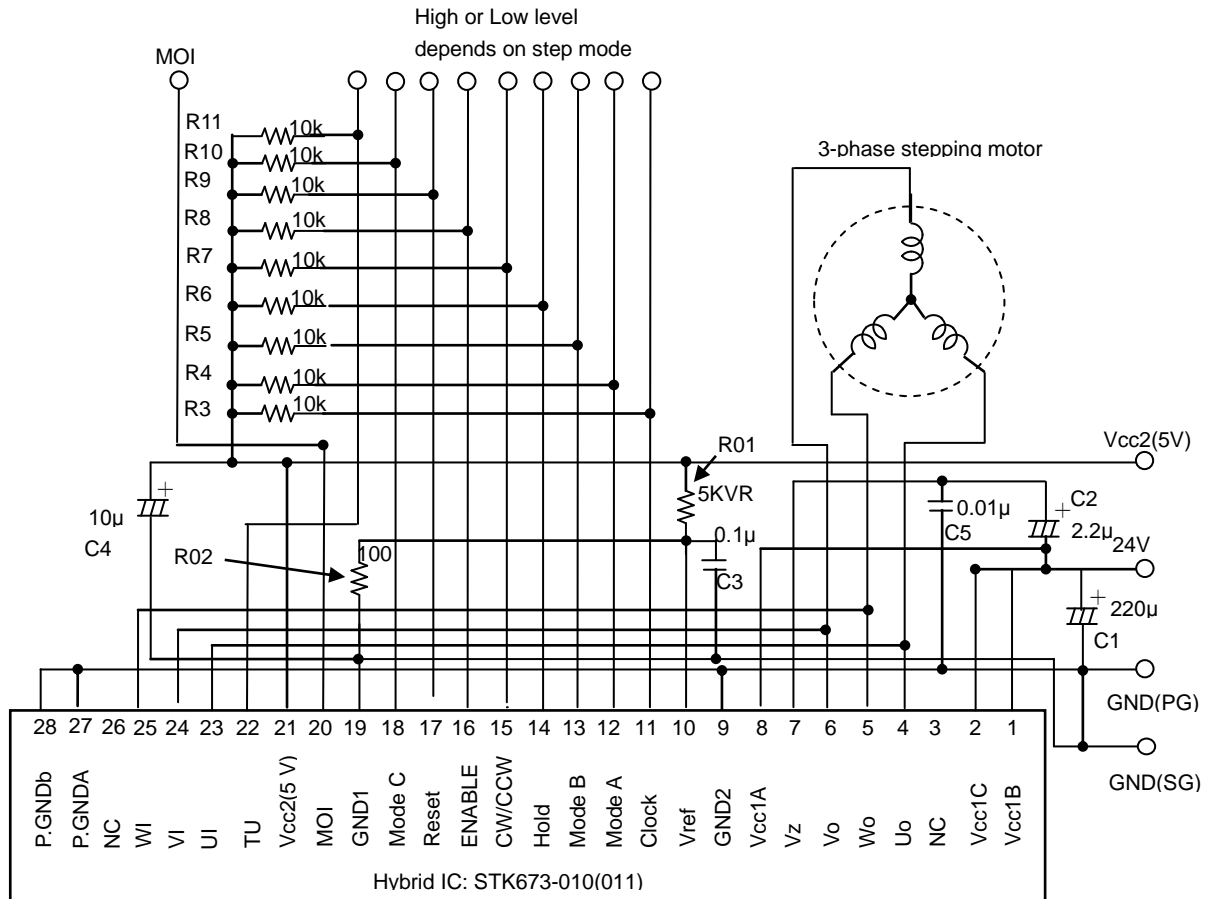 High or Low level
depends on step mode
MOI
R11 10k
R10 10k
R9 10k
R8 10k
R7 10k
R6 10k
R5 10k
R4 10k
R3 10k
3-phase stepping motor
R01
Vcc2(5V)
5KVR
10µ
+
C4
R02
100
0.1µ
C3
0.01µ
C5
+
C2
2.2µ
24V
+
220µ
C1
GND(PG)
GND(SG)
28 27 26 25 24 23 22 21 20 19 18 17 16 15 14 13 12 11 10 9 8 7 6 5 4 3 2 1
P.GNDb
P.GNDA
NC
WI
VI
UI
TU
Vcc2(5 V)
MOI
GND1
Mode C
Reset
ENABLE
CW/CCW
Hold
Mode B
Mode A
Clock
Vref
GND2
Vcc1A
Vz
Vo
Wo
Uo
NC
Vcc1C
Vcc1B
Hybrid IC: STK673-010(011)